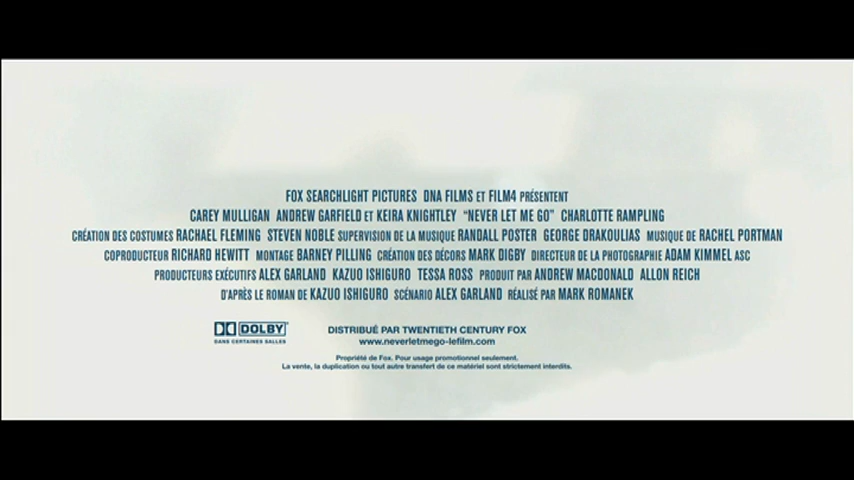 FOX SEARCHLIGHT PICTURES DNA FILMS ET FILM4 PRÉSENTENT
CAREY MULLIGAN ANDREW GARFIELD ET KEIRA KNIGHTLEY "NEVER LET ME GO" CHARLOTTE RAMPLING
CRÉATION DES COSTUMES RACHAEL FLEMING STEVEN NOBLE SUPERVISION DE LA MUSIQUE RANDALL POSTER GEORGE DRAKOULIAS MUSIQUE DE RACHEL PORTMAN
COPRODUCTEUR RICHARD HEWITT MONTAGE BARNEY PILLING CRÉATION DES DÉCORS MARK DIGBY DIRECTEUR DE LA PHOTOGRAPHIE ADAM KIMMEL ASC
PRODUCTEURS EXÉCUTIFS ALEX GARLAND KAZUO ISHIGURO TESSA ROSS PRODUIT PAR ANDREW MACDONALD ALLON REICH
D'APRÈS LE ROMAN DE KAZUO ISHIGURO SCÉNARIO ALEX GARLAND RÉALISÉ PAR MARK ROMANEK
DOLBY
DANS CERTAINES SALLES
DISTRIBUÉ PAR TWENTIETH CENTURY FOX
www.neverletmego-lefilm.com
Propriété de Fox. Pour usage promotionnel seulement.
La vente, la duplication ou tout autre transfert de ce matériel sont strictement interdits.